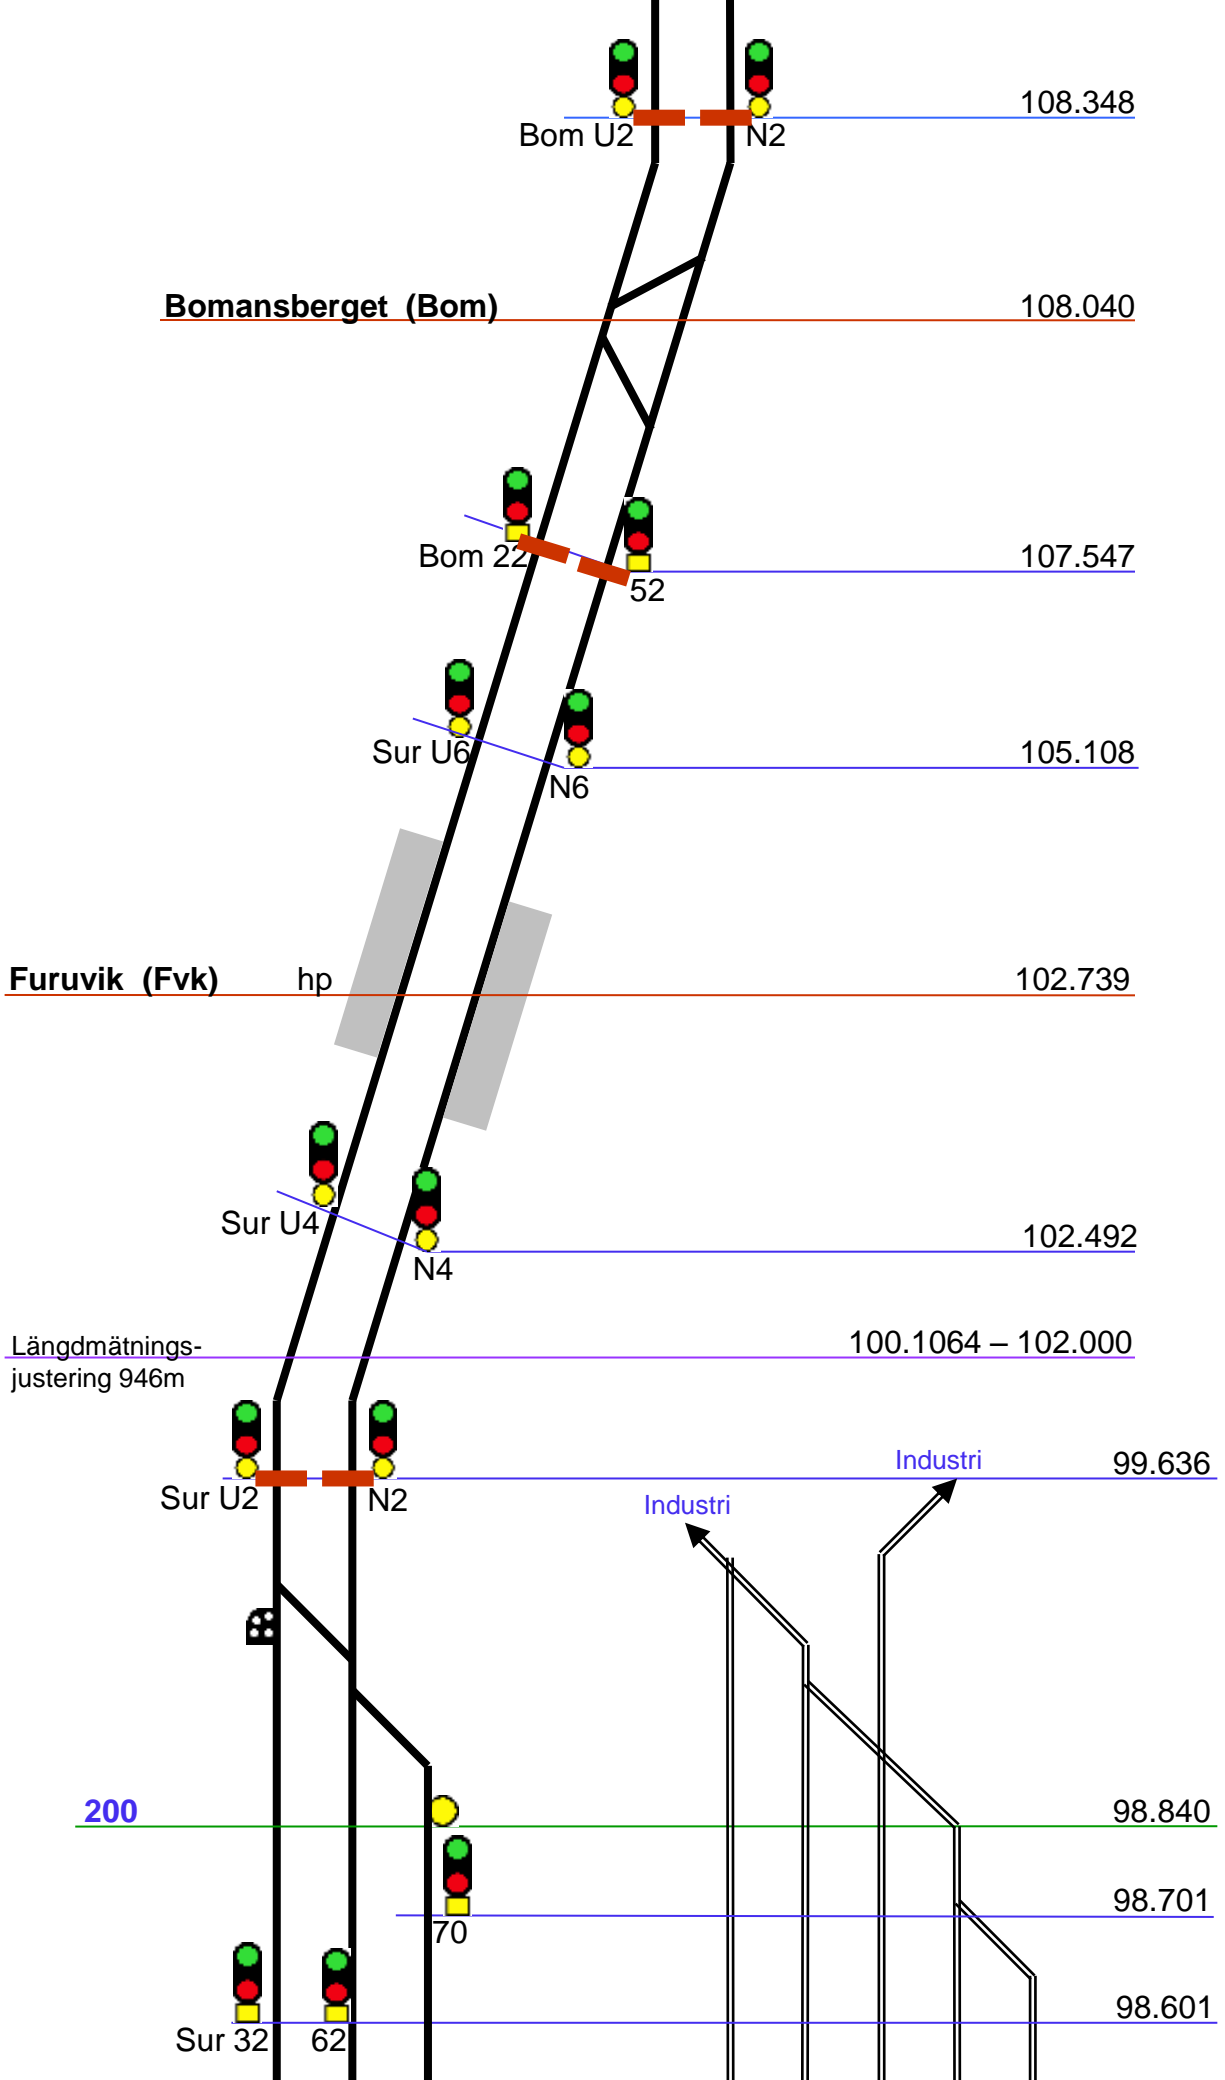 108.348
Bom U2 N2
Bomansberget (Bom) 108.040
Bom 22 107.547
52
Sur U6 105.108
N6
Furuvik (Fvk) hp 102.739
Sur U4 102.492
N4
Längdmätnings- 100.1064 – 102.000
justering 946m
Industri 99.636
Sur U2 N2 Industri
200 98.840
98.701
70
98.601
Sur 32 62